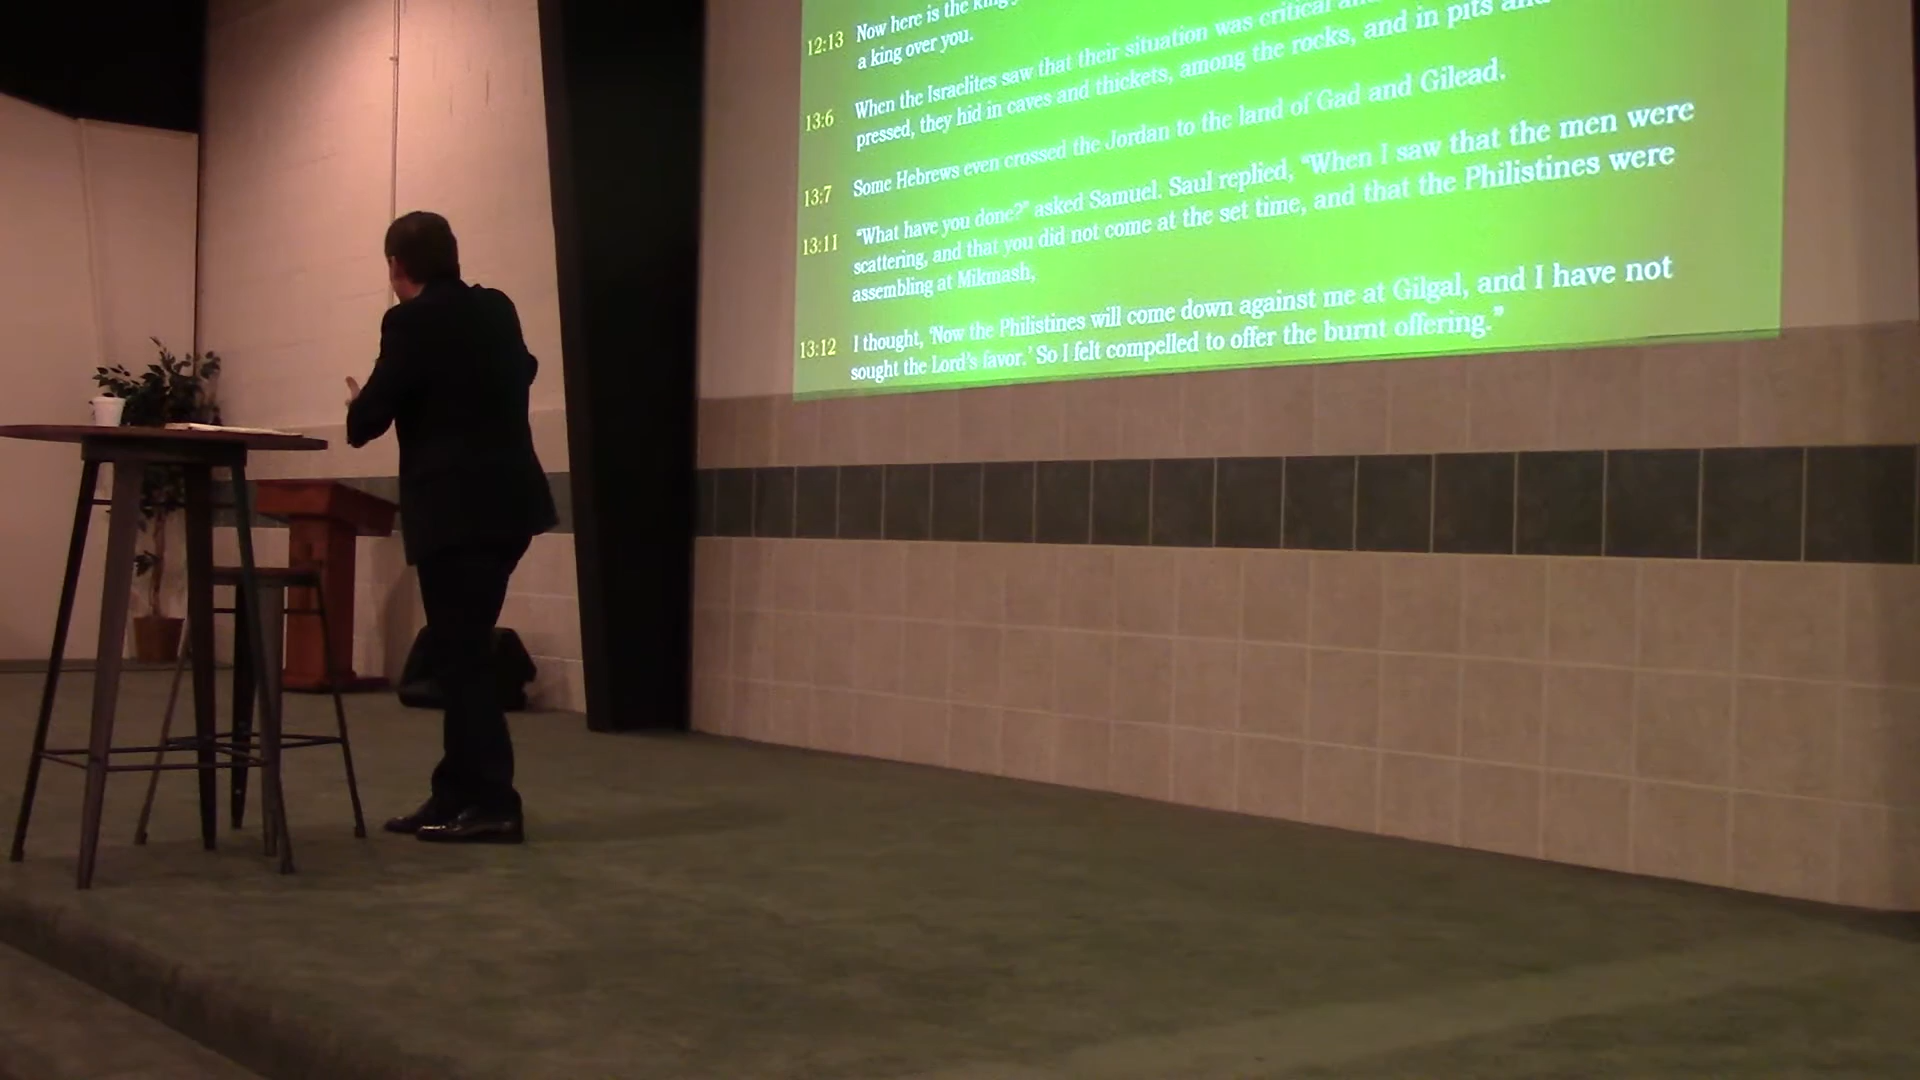 12:13 Now here is the king
a king over you.
13:6 When the Israelites saw that their situation was critical
pressed, they hid in caves and thickets, among the rocks, and in pits and
13:7 Some Hebrews even crossed the Jordan to the land of Gad and Gilead.
13:11 “What have you done?” asked Samuel. Saul replied, “When I saw that the men were
scattering, and that you did not come at the set time, and that the Philistines were
assembling at Mikmash,
13:12 I thought, ‘Now the Philistines will come down against me at Gilgal, and I have not
sought the Lord’s favor.’ So I felt compelled to offer the burnt offering.”